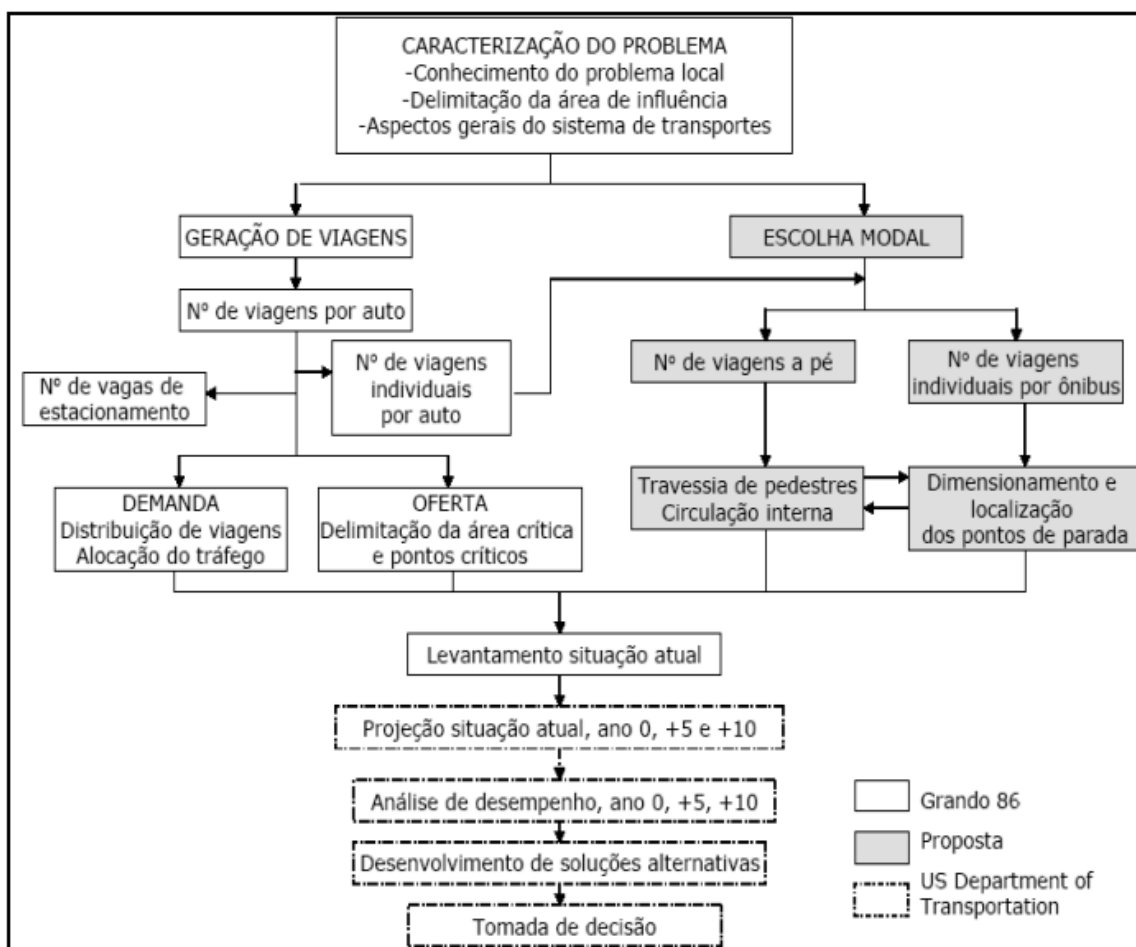 CARACTERIZAÇÃO DO PROBLEMA
-Conhecimento do problema local
-Delimitação da área de influência
-Aspectos gerais do sistema de transportes
GERAÇÃO DE VIAGENS
ESCOLHA MODAL
Nº de viagens por auto
Nº de vagas de
estacionamento
Nº de viagens
individuais
por auto
Nº de viagens a pé
Nº de viagens
individuais por ônibus
DEMANDA
Distribuição de viagens
Alocação do tráfego
OFERTA
Delimitação da área crítica
e pontos críticos
Travessia de pedestres
Circulação interna
Dimensionamento e
localização
dos pontos de parada
Levantamento situação atual
Projeção situação atual, ano 0, +5 e +10
Análise de desempenho, ano 0, +5, +10
Desenvolvimento de soluções alternativas
Tomada de decisão
Grando 86
Proposta
US Department of
Transportation